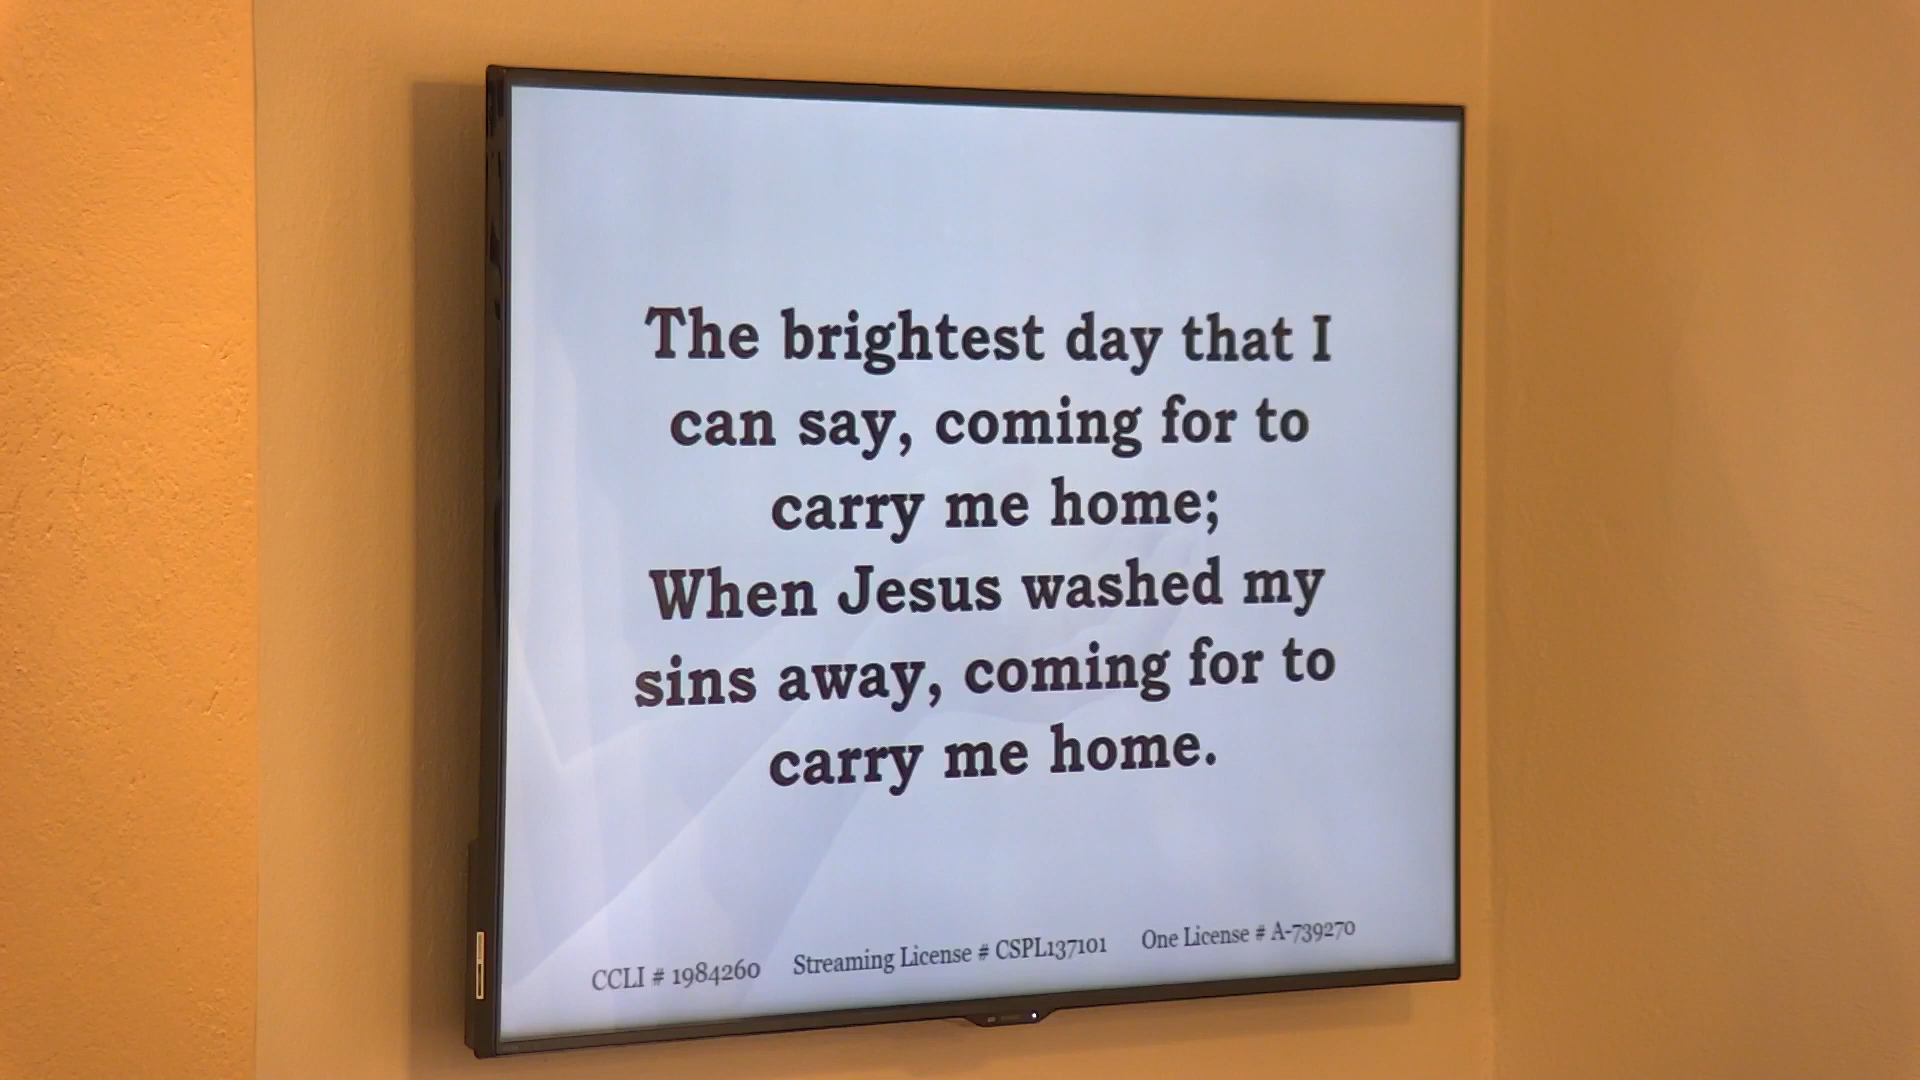 The brightest day that I
can say, coming for to
carry me home;
When Jesus washed my
sins away, coming for to
carry me home.
CCLI # 1984260 Streaming License # CSPL137101 One License # A-739270